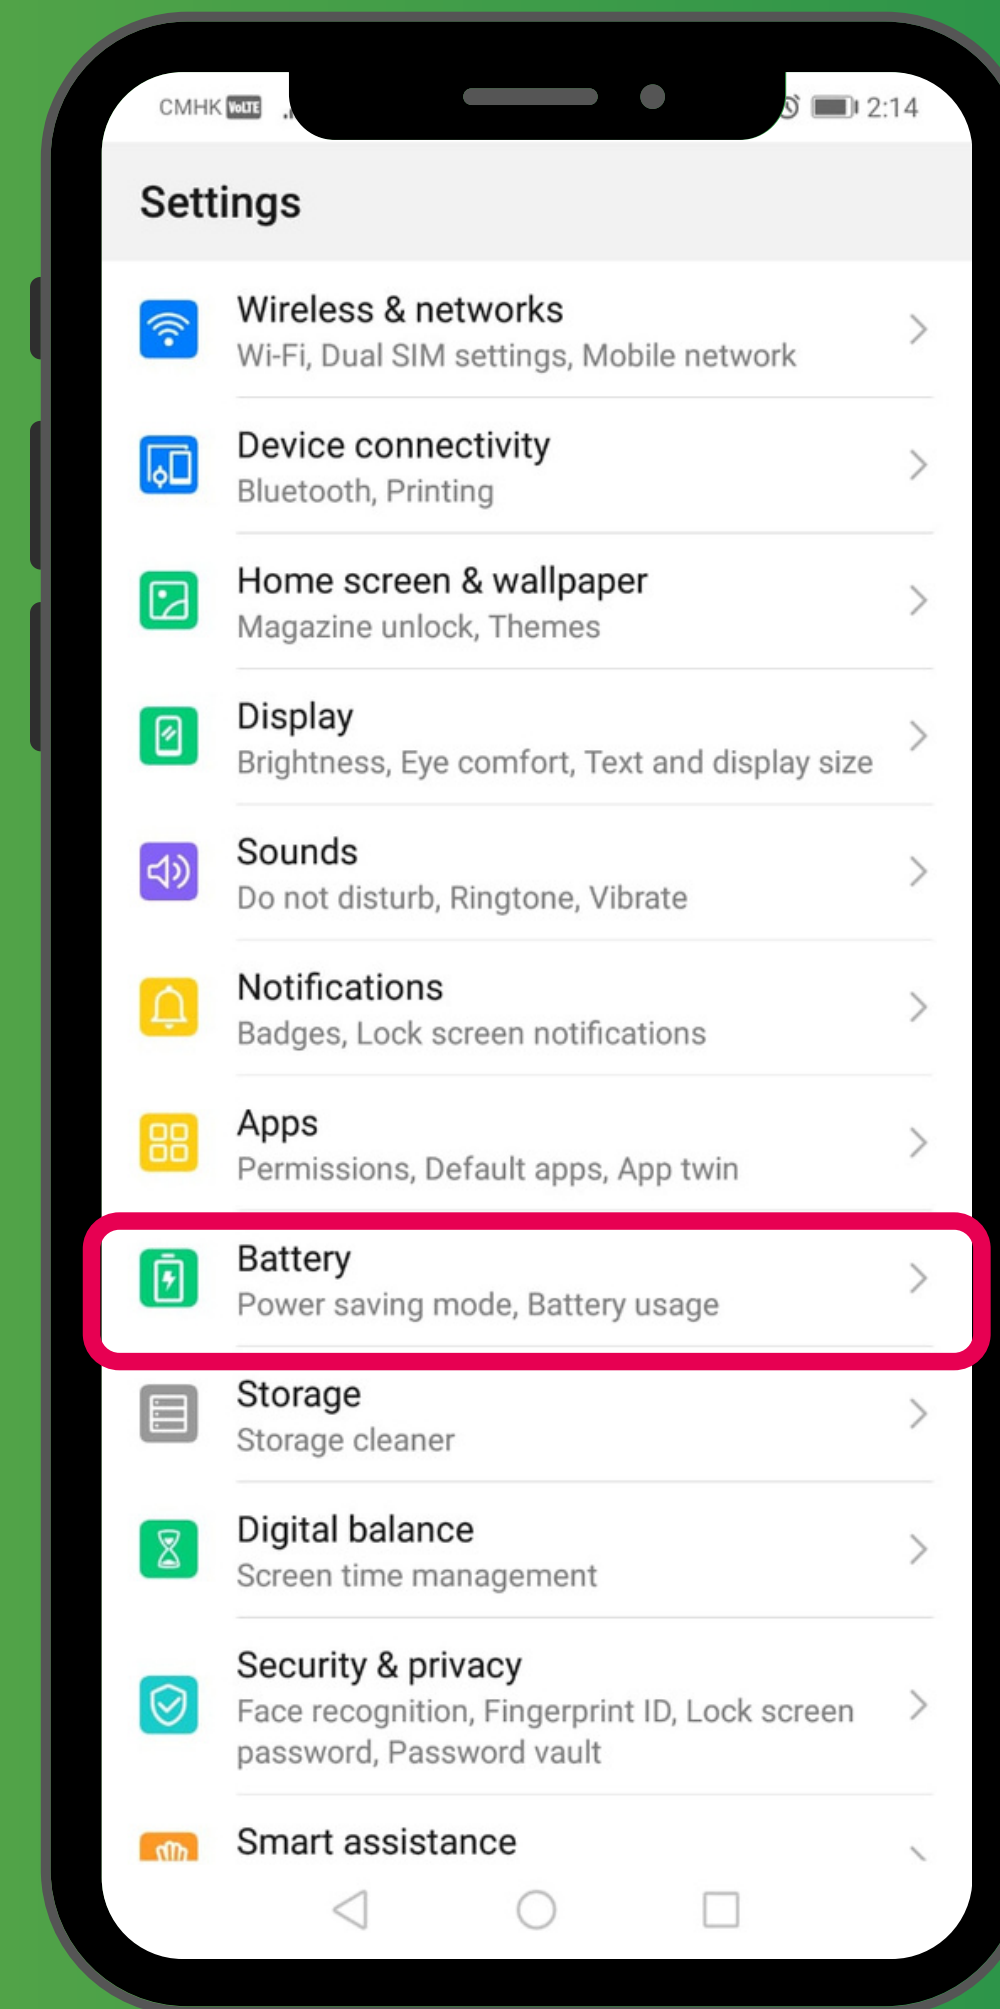 CMHK VoLTE 2:14
Settings
Wireless & networks
Wi-Fi, Dual SIM settings, Mobile network
Device connectivity
Bluetooth, Printing
Home screen & wallpaper
Magazine unlock, Themes
Display
Brightness, Eye comfort, Text and display size
Sounds
Do not disturb, Ringtone, Vibrate
Notifications
Badges, Lock screen notifications
Apps
Permissions, Default apps, App twin
Battery
Power saving mode, Battery usage
Storage
Storage cleaner
Digital balance
Screen time management
Security & privacy
Face recognition, Fingerprint ID, Lock screen
password, Password vault
Smart assistance